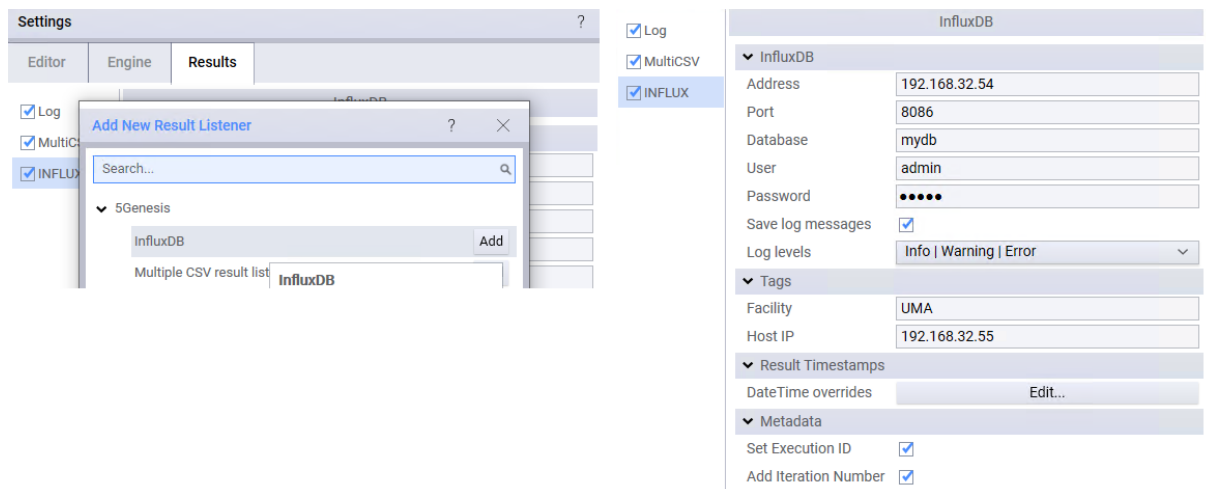 Settings ?
Editor Engine Results
Log
Add New Result Listener ?
MultiC
Search...
INFLUX
5Genesis
InfluxDB Add
Multiple CSV result list
InfluxDB
InfluxDB
Log
MultiCSV
INFLUX
InfluxDB
Address 192.168.32.54
Port 8086
Database mydb
User admin
Password •••••
Save log messages
Log levels Info | Warning | Error
Tags
Facility UMA
Host IP 192.168.32.55
Result Timestamps
DateTime overrides Edit...
Metadata
Set Execution ID
Add Iteration Number